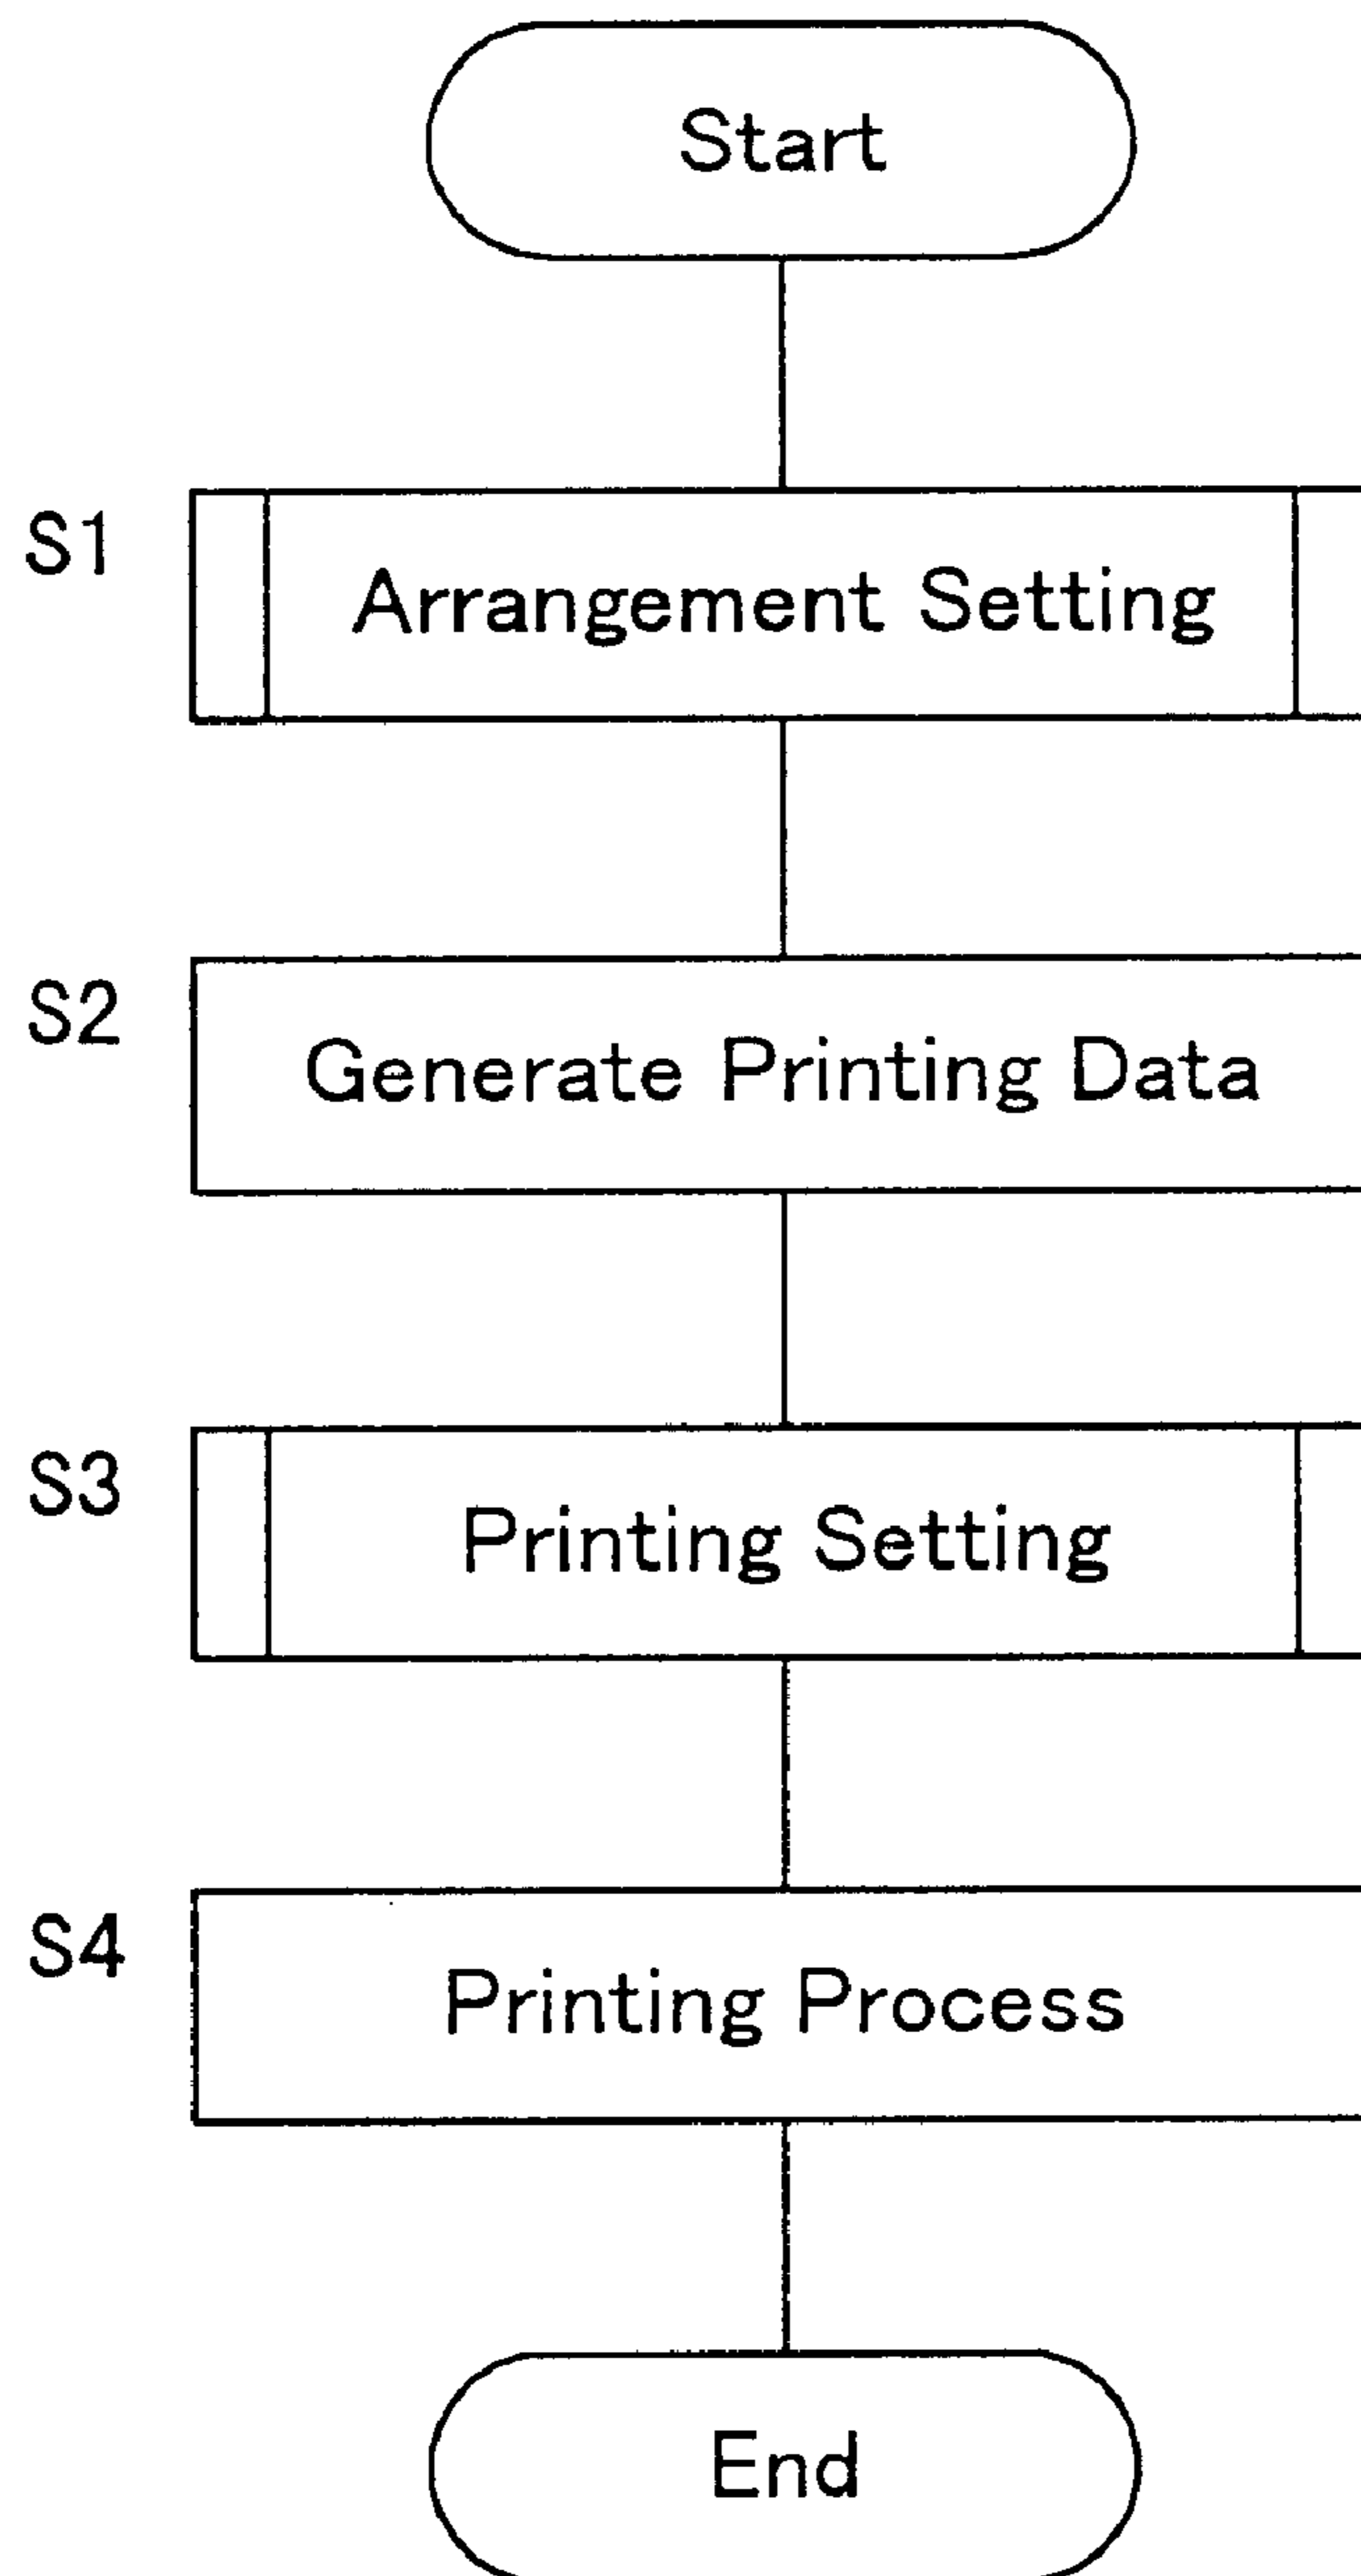 Start
S1
Arrangement Setting
S2
Generate Printing Data
S3
Printing Setting
S4
Printing Process
End